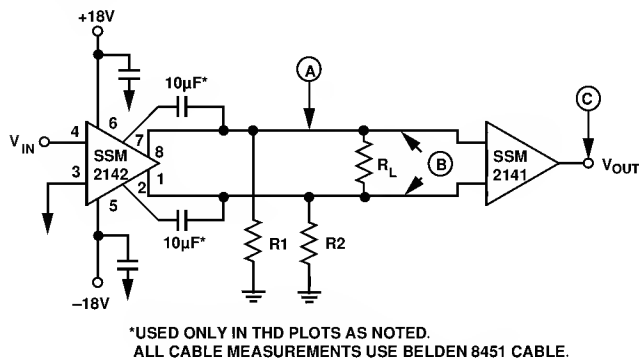 +18V
10µF*
A
C
6
4
7
8
V IN
SSM
2142
R L
B
SSM
2141
V OUT
3
2
1
5
10µF*
R1
R2
–18V
*USED ONLY IN THD PLOTS AS NOTED.
ALL CABLE MEASUREMENTS USE BELDEN 8451 CABLE.